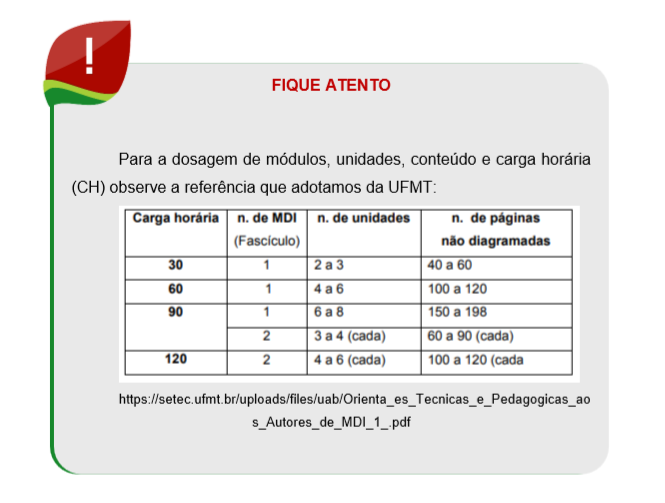 !
FIQUE ATENTO
Para a dosagem de módulos, unidades, conteúdo e carga horária
(CH) observe a referência que adotamos da UFMT:
Carga horária n. de MDI n. de unidades n. de páginas
(Fascículo) não diagramadas
30 1 2 a 3 40 a 60
60 1 4 a 6 100 a 120
90 1 6 a 8 150 a 198
2 3 a 4 (cada) 60 a 90 (cada)
120 2 4 a 6 (cada) 100 a 120 (cada
https://setec.ufmt.br/uploads/files/uab/Orienta_es_Tecnicas_e_Pedagogicas_ao
s_Autores_de_MDI_1_.pdf